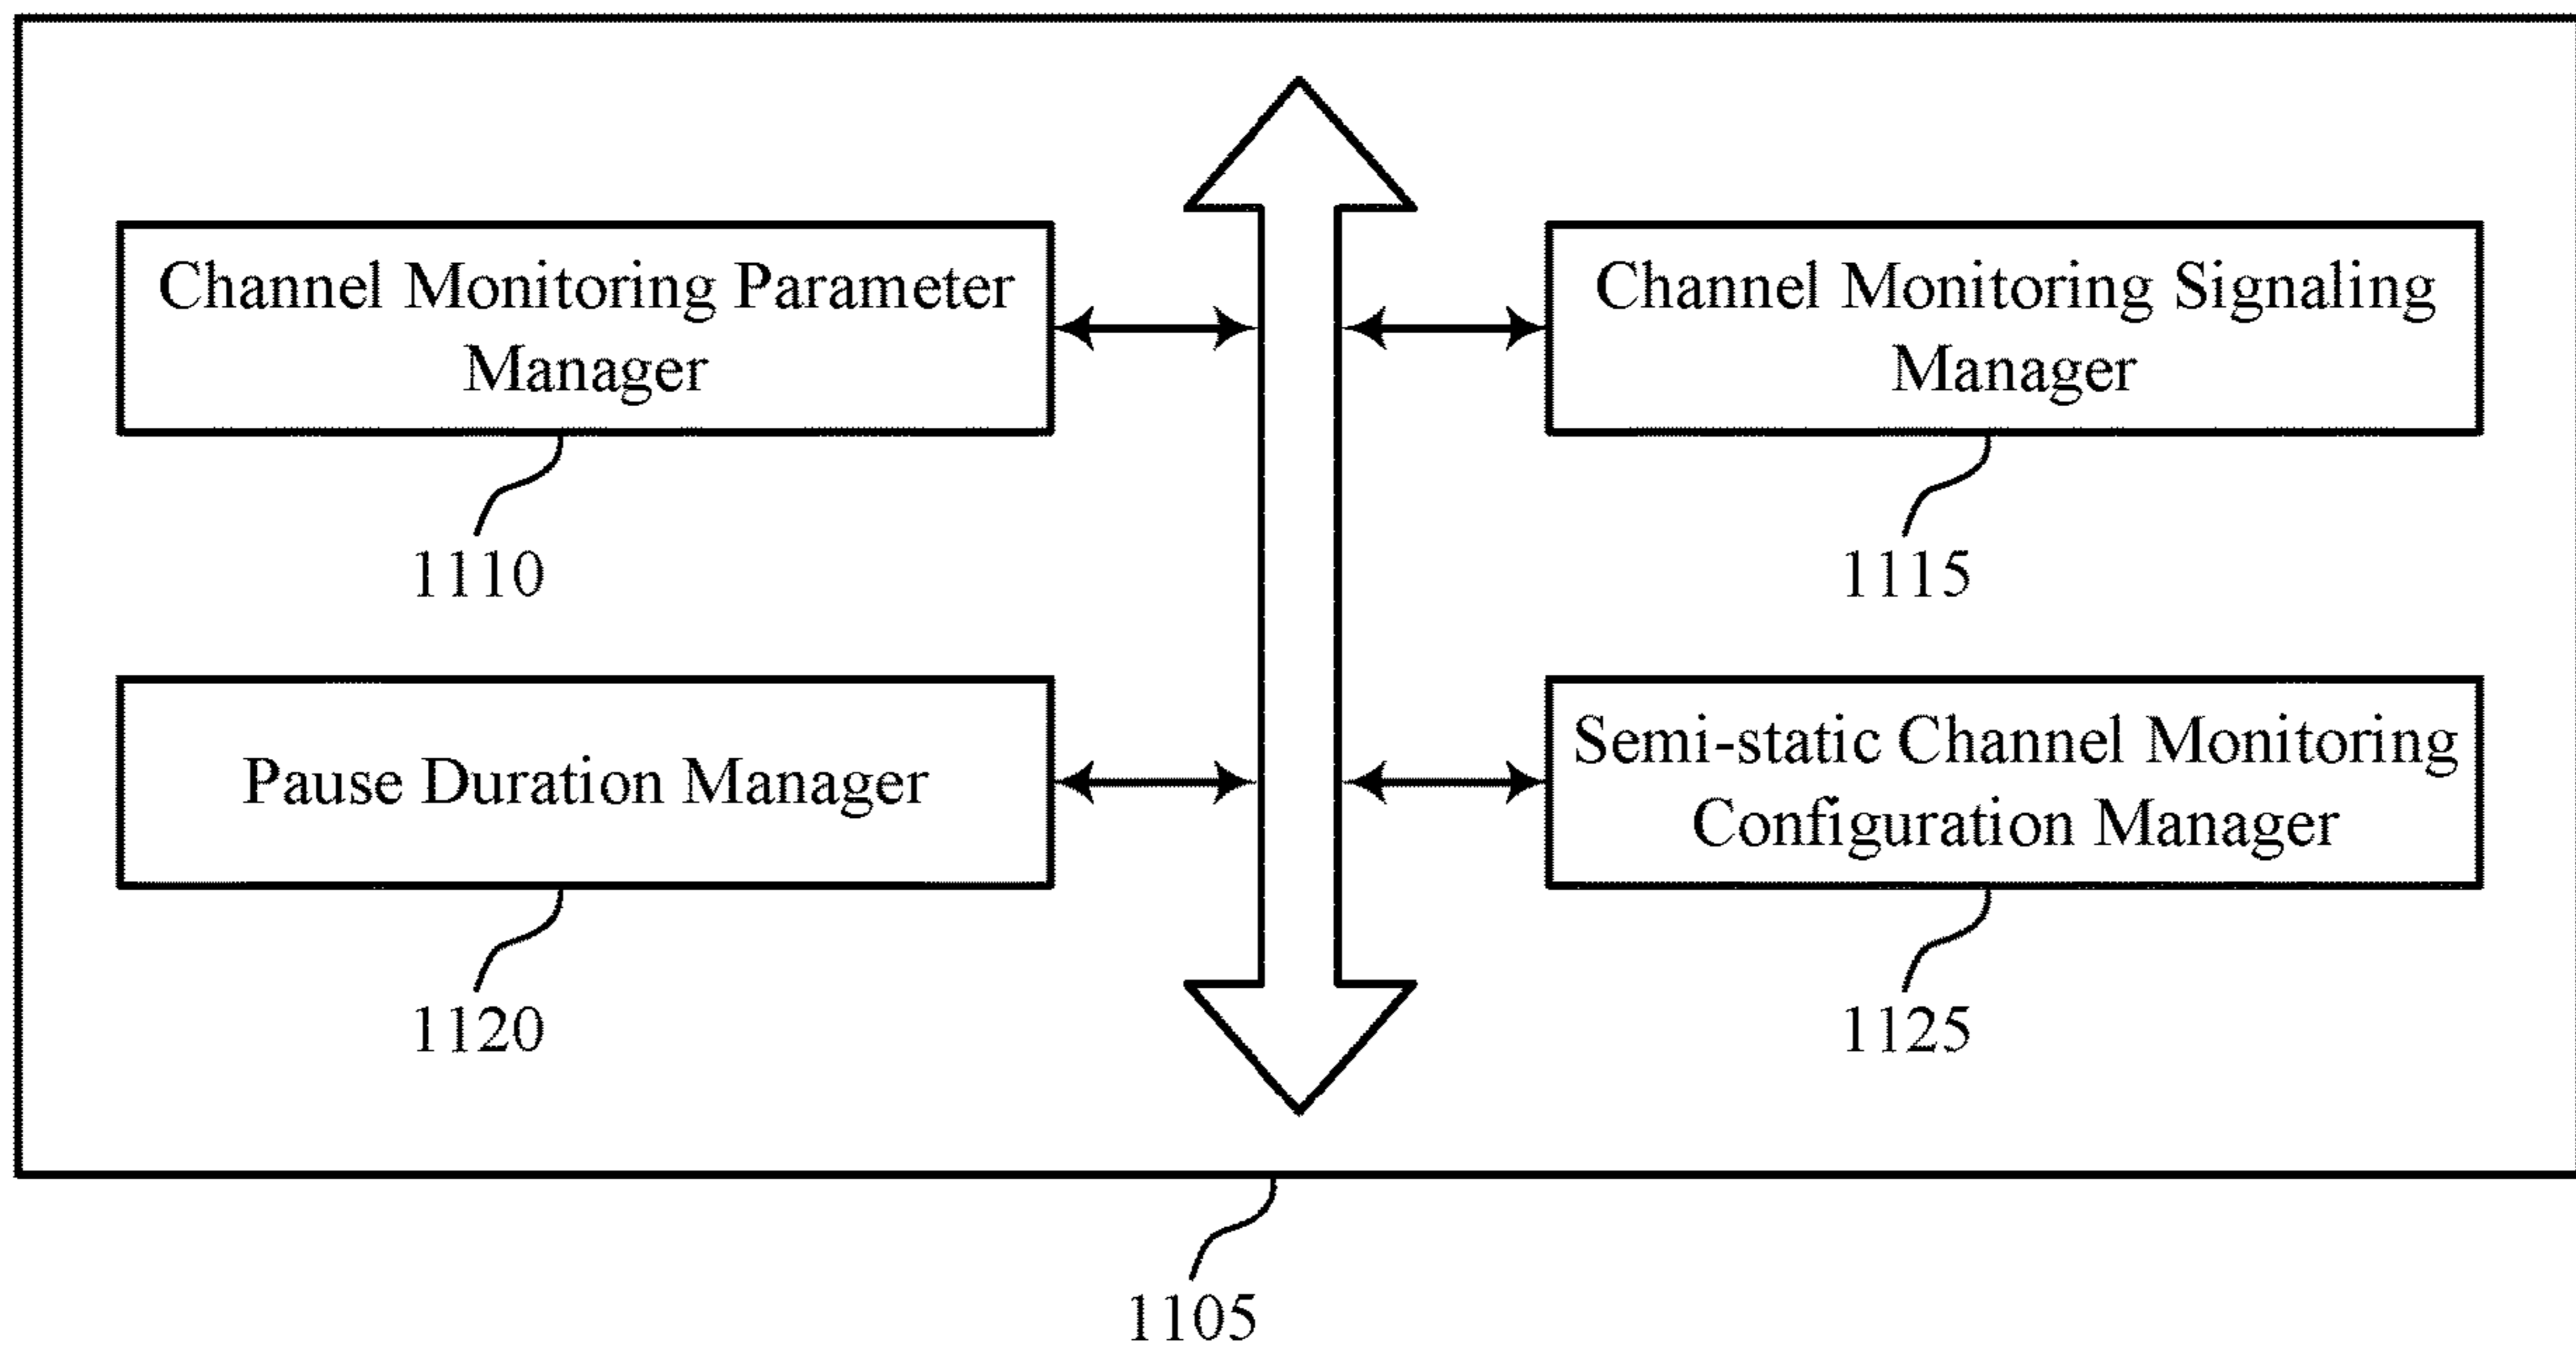 Channel Monitoring Parameter
Manager
1110
Channel Monitoring Signaling
Manager
1115
Pause Duration Manager
1120
Semi-static Channel Monitoring
Configuration Manager
1125
1105